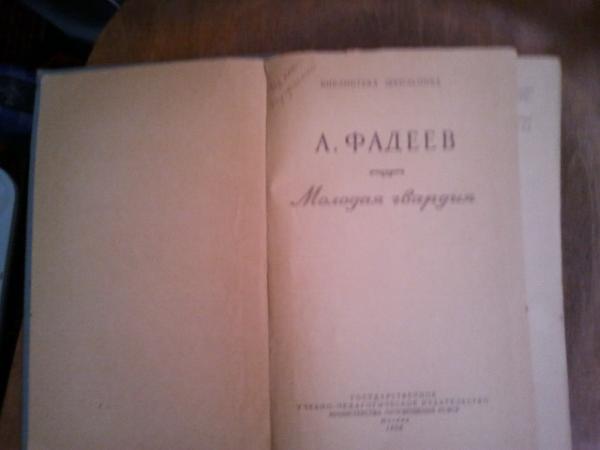 БИБЛИОТЕКА ШКОЛЬНИКА
А. ФАДЕЕВ
Молодая гвардия
ГОСУДАРСТВЕННОЕ
УЧЕБНО-ПЕДАГОГИЧЕСКОЕ ИЗДАТЕЛЬСТВО
МИНИСТЕРСТВА ПРОСВЕЩЕНИЯ РСФСР
Москва